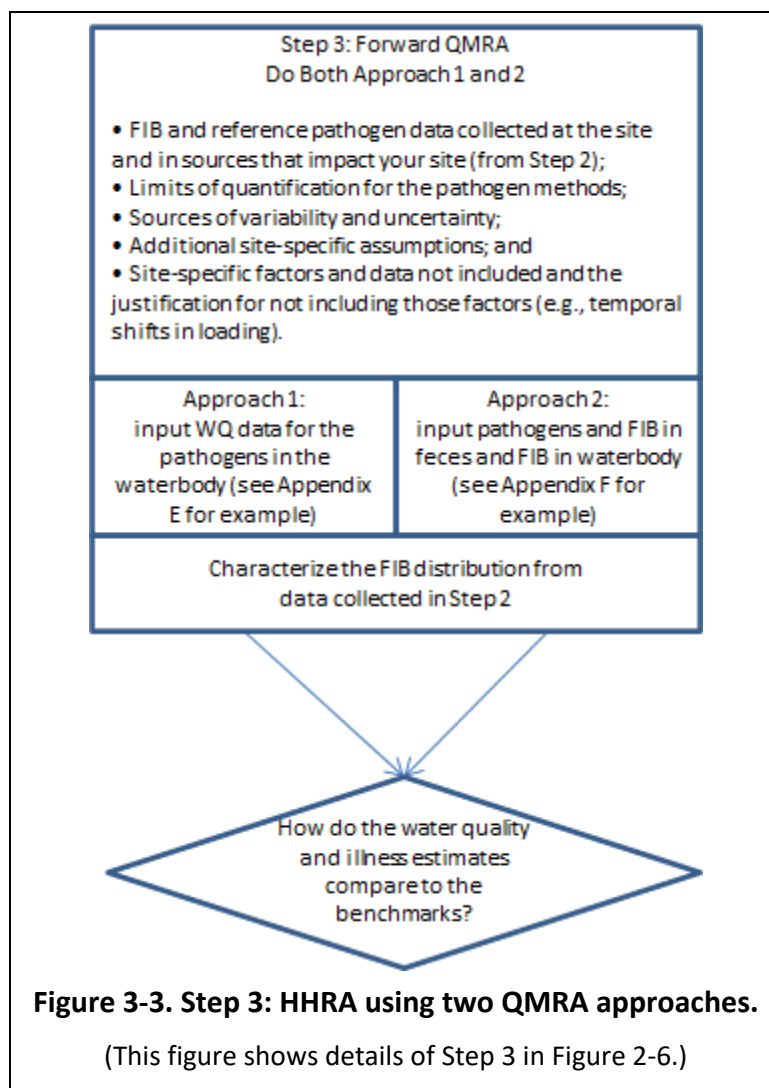 Step 3: Forward QMRA
Do Both Approach 1 and 2
• FIB and reference pathogen data collected at the site
and in sources that impact your site (from Step 2);
• Limits of quantification for the pathogen methods;
• Sources of variability and uncertainty;
• Additional site-specific assumptions; and
• Site-specific factors and data not included and the
justification for not including those factors (e.g., temporal
shifts in loading).
Approach 1:
input WQ data for the
pathogens in the
waterbody (see Appendix
E for example)
Approach 2:
input pathogens and FIB in
feces and FIB in waterbody
(see Appendix F for
example)
Characterize the FIB distribution from
data collected in Step 2
How do the water quality
and illness estimates
compare to the
benchmarks?
Figure 3-3. Step 3: HHRA using two QMRA approaches.
(This figure shows details of Step 3 in Figure 2-6.)